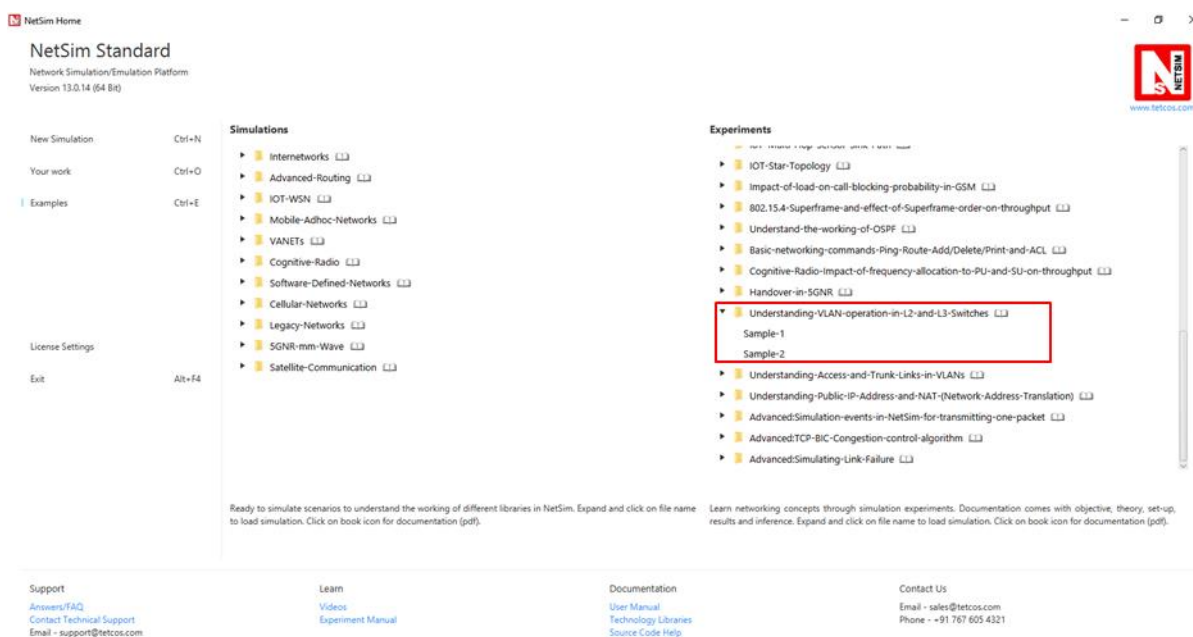 NetSim Home
NetSim Standard
Network Simulation/Emulation Platform
Version 13.0.14 (64 Bit)
NETSIM
www.tetcos.com
New Simulation Ctrl+N
Your work Ctrl+O
Examples Ctrl+E
License Settings
Exit Alt+F4
Simulations
Internetworks
Advanced-Routing
IOT-WSN
Mobile-Adhoc-Networks
VANETs
Cognitive-Radio
Software-Defined-Networks
Cellular-Networks
Legacy-Networks
5GNR-mm-Wave
Satellite-Communication
Ready to simulate scenarios to understand the working of different libraries in NetSim. Expand and click on file name
to load simulation. Click on book icon for documentation (pdf).
Experiments
IOT-Star-Topology
Impact-of-load-on-call-blocking-probability-in-GSM
802.15.4-Superframe-and-effect-of-Superframe-order-on-throughput
Understand-the-working-of-OSPF
Basic-networking-commands-Ping-Route-Add/Delete/Print-and-ACL
Cognitive-Radio-Impact-of-frequency-allocation-to-PU-and-SU-on-throughput
Handover-in-5GNR
Understanding-VLAN-operation-in-L2-and-L3-Switches
Sample-1
Sample-2
Understanding-Access-and-Trunk-Links-in-VLANs
Understanding-Public-IP-Address-and-NAT-(Network-Address-Translation)
Advanced:Simulation-events-in-NetSim-for-transmitting-one-packet
Advanced:TCP-BIC-Congestion-control-algorithm
Advanced:Simulating-Link-Failure
Learn networking concepts through simulation experiments. Documentation comes with objective, theory, set-up,
results and inference. Expand and click on file name to load simulation. Click on book icon for documentation (pdf).
Support
Answers/FAQ
Contact Technical Support
Email - support@tetcos.com
Learn
Videos
Experiment Manual
Documentation
User Manual
Technology Libraries
Source Code Help
Contact Us
Email - sales@tetcos.com
Phone - +91 767 605 4321